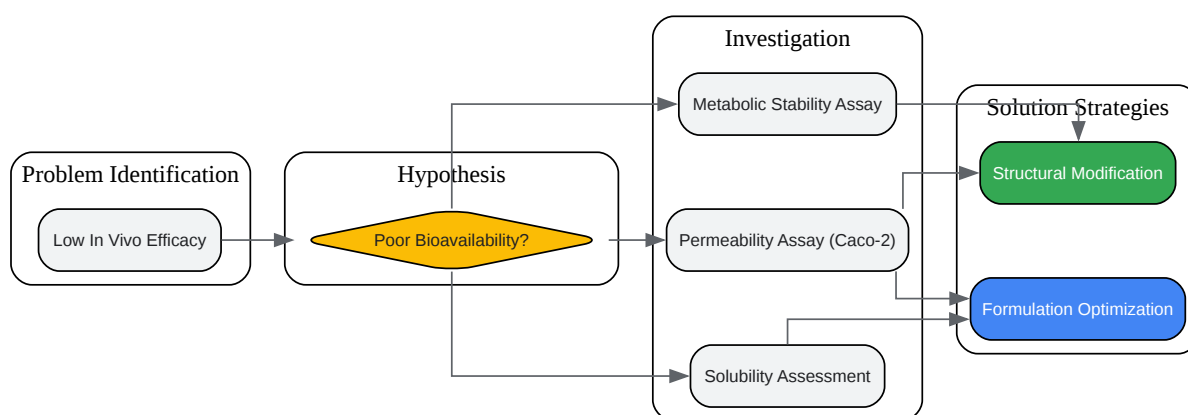 Problem Identification
Low In Vivo Efficacy
Hypothesis
Poor Bioavailability?
Investigation
Metabolic Stability Assay
Permeability Assay (Caco-2)
Solubility Assessment
Solution Strategies
Structural Modification
Formulation Optimization